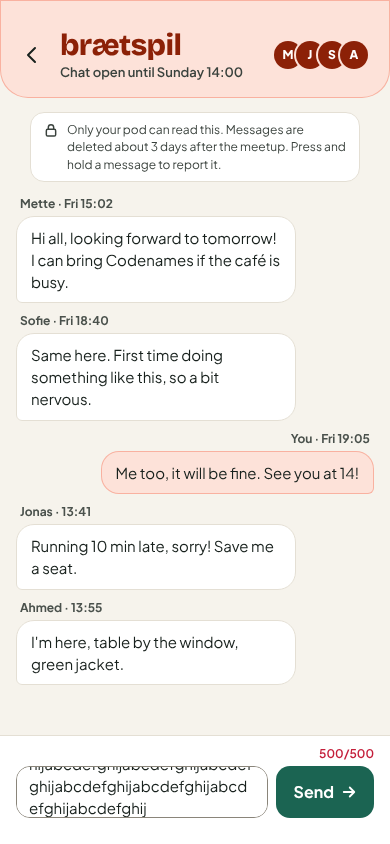 brætspil
Chat open until Sunday 14:00
M J S A
Only your pod can read this. Messages are
deleted about 3 days after the meetup. Press and
hold a message to report it.
Mette · Fri 15:02
Hi all, looking forward to tomorrow!
I can bring Codenames if the café is
busy.
Sofie · Fri 18:40
Same here. First time doing
something like this, so a bit
nervous.
You · Fri 19:05
Me too, it will be fine. See you at 14!
Jonas · 13:41
Running 10 min late, sorry! Save me
a seat.
Ahmed · 13:55
I'm here, table by the window,
green jacket.
500/500
hijabcdefghijabcdefghijabcdef
ghijabcdefghijabcdefghijabcd
efghijabcdefghij
Send →